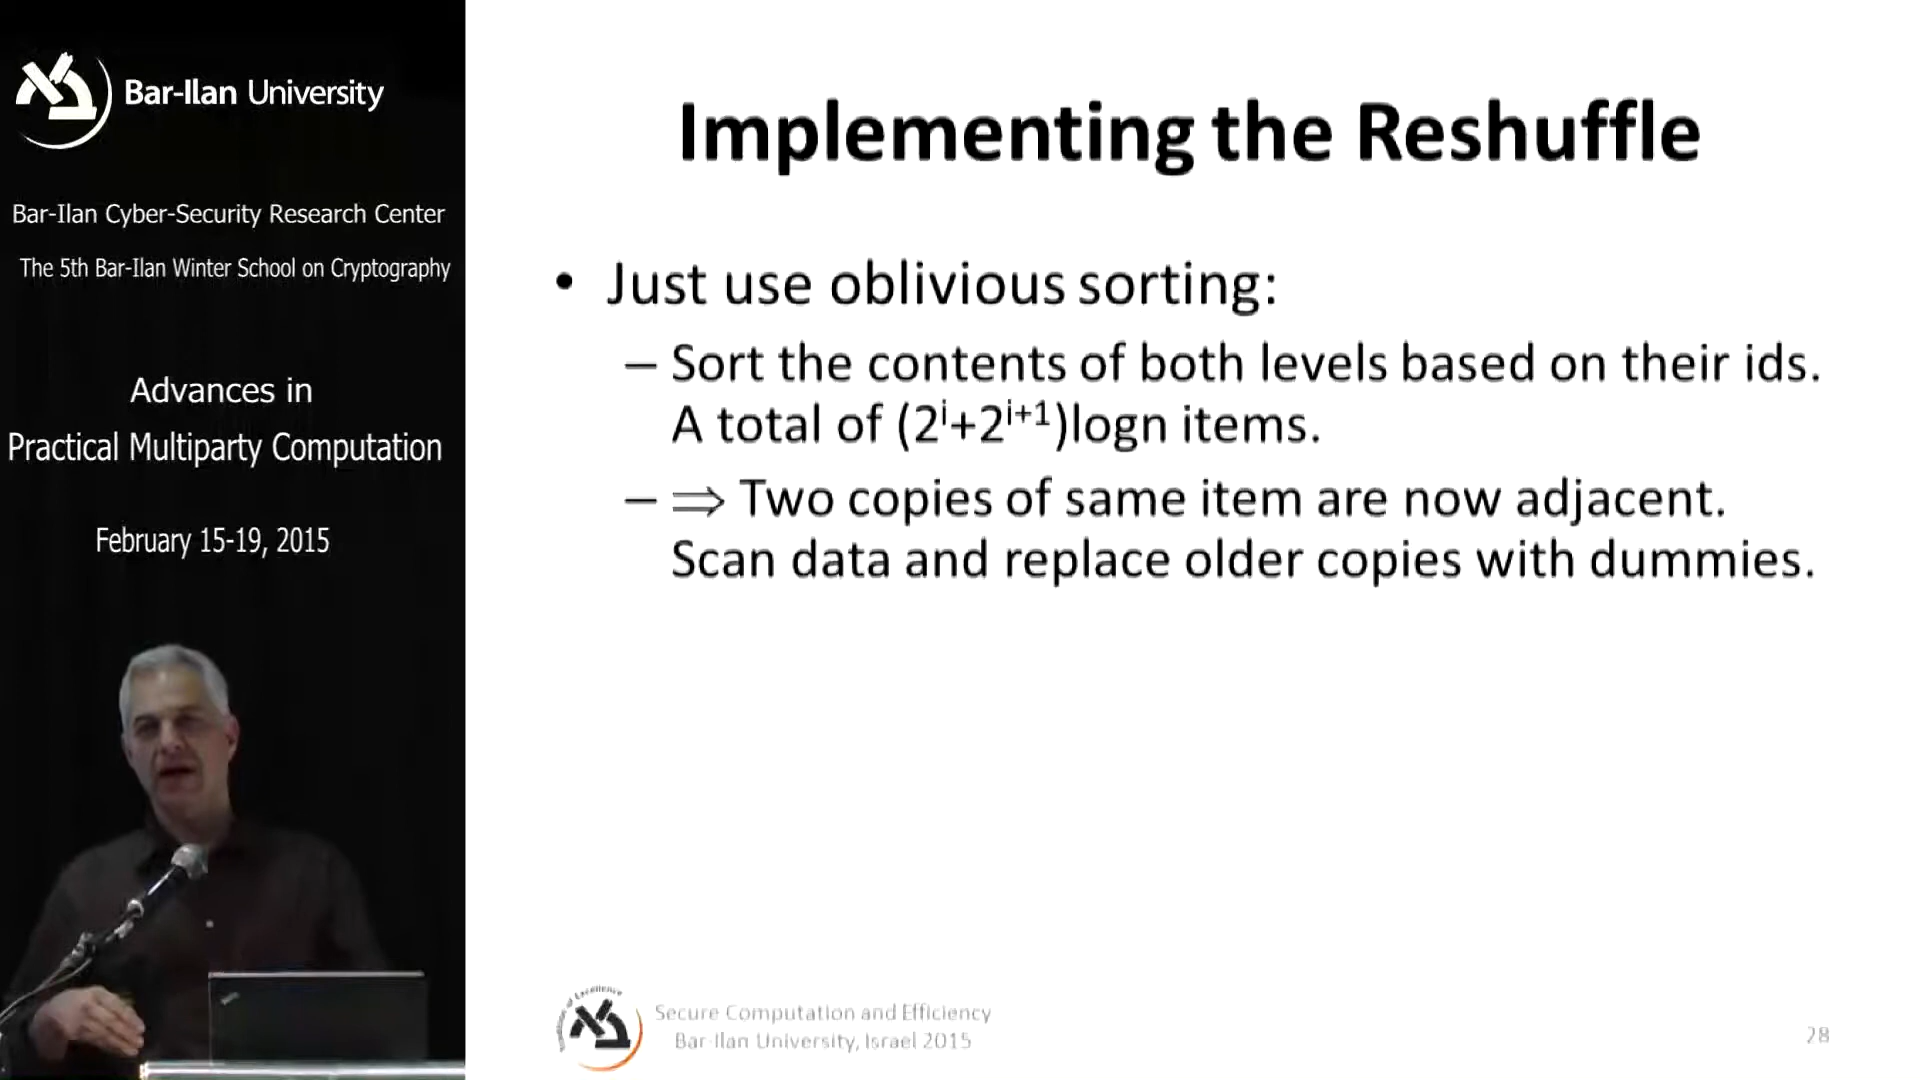 Bar-Ilan University
Bar-Ilan Cyber-Security Research Center
The 5th Bar-Ilan Winter School on Cryptography
Advances in
Practical Multiparty Computation
February 15-19, 2015
Implementing the Reshuffle
• Just use oblivious sorting:
– Sort the contents of both levels based on their ids.
A total of (2ⁱ+2ⁱ⁺¹)logn items.
– ⇒ Two copies of same item are now adjacent.
Scan data and replace older copies with dummies.
of Excellence
Secure Computation and Efficiency
Bar-Ilan University, Israel 2015
28